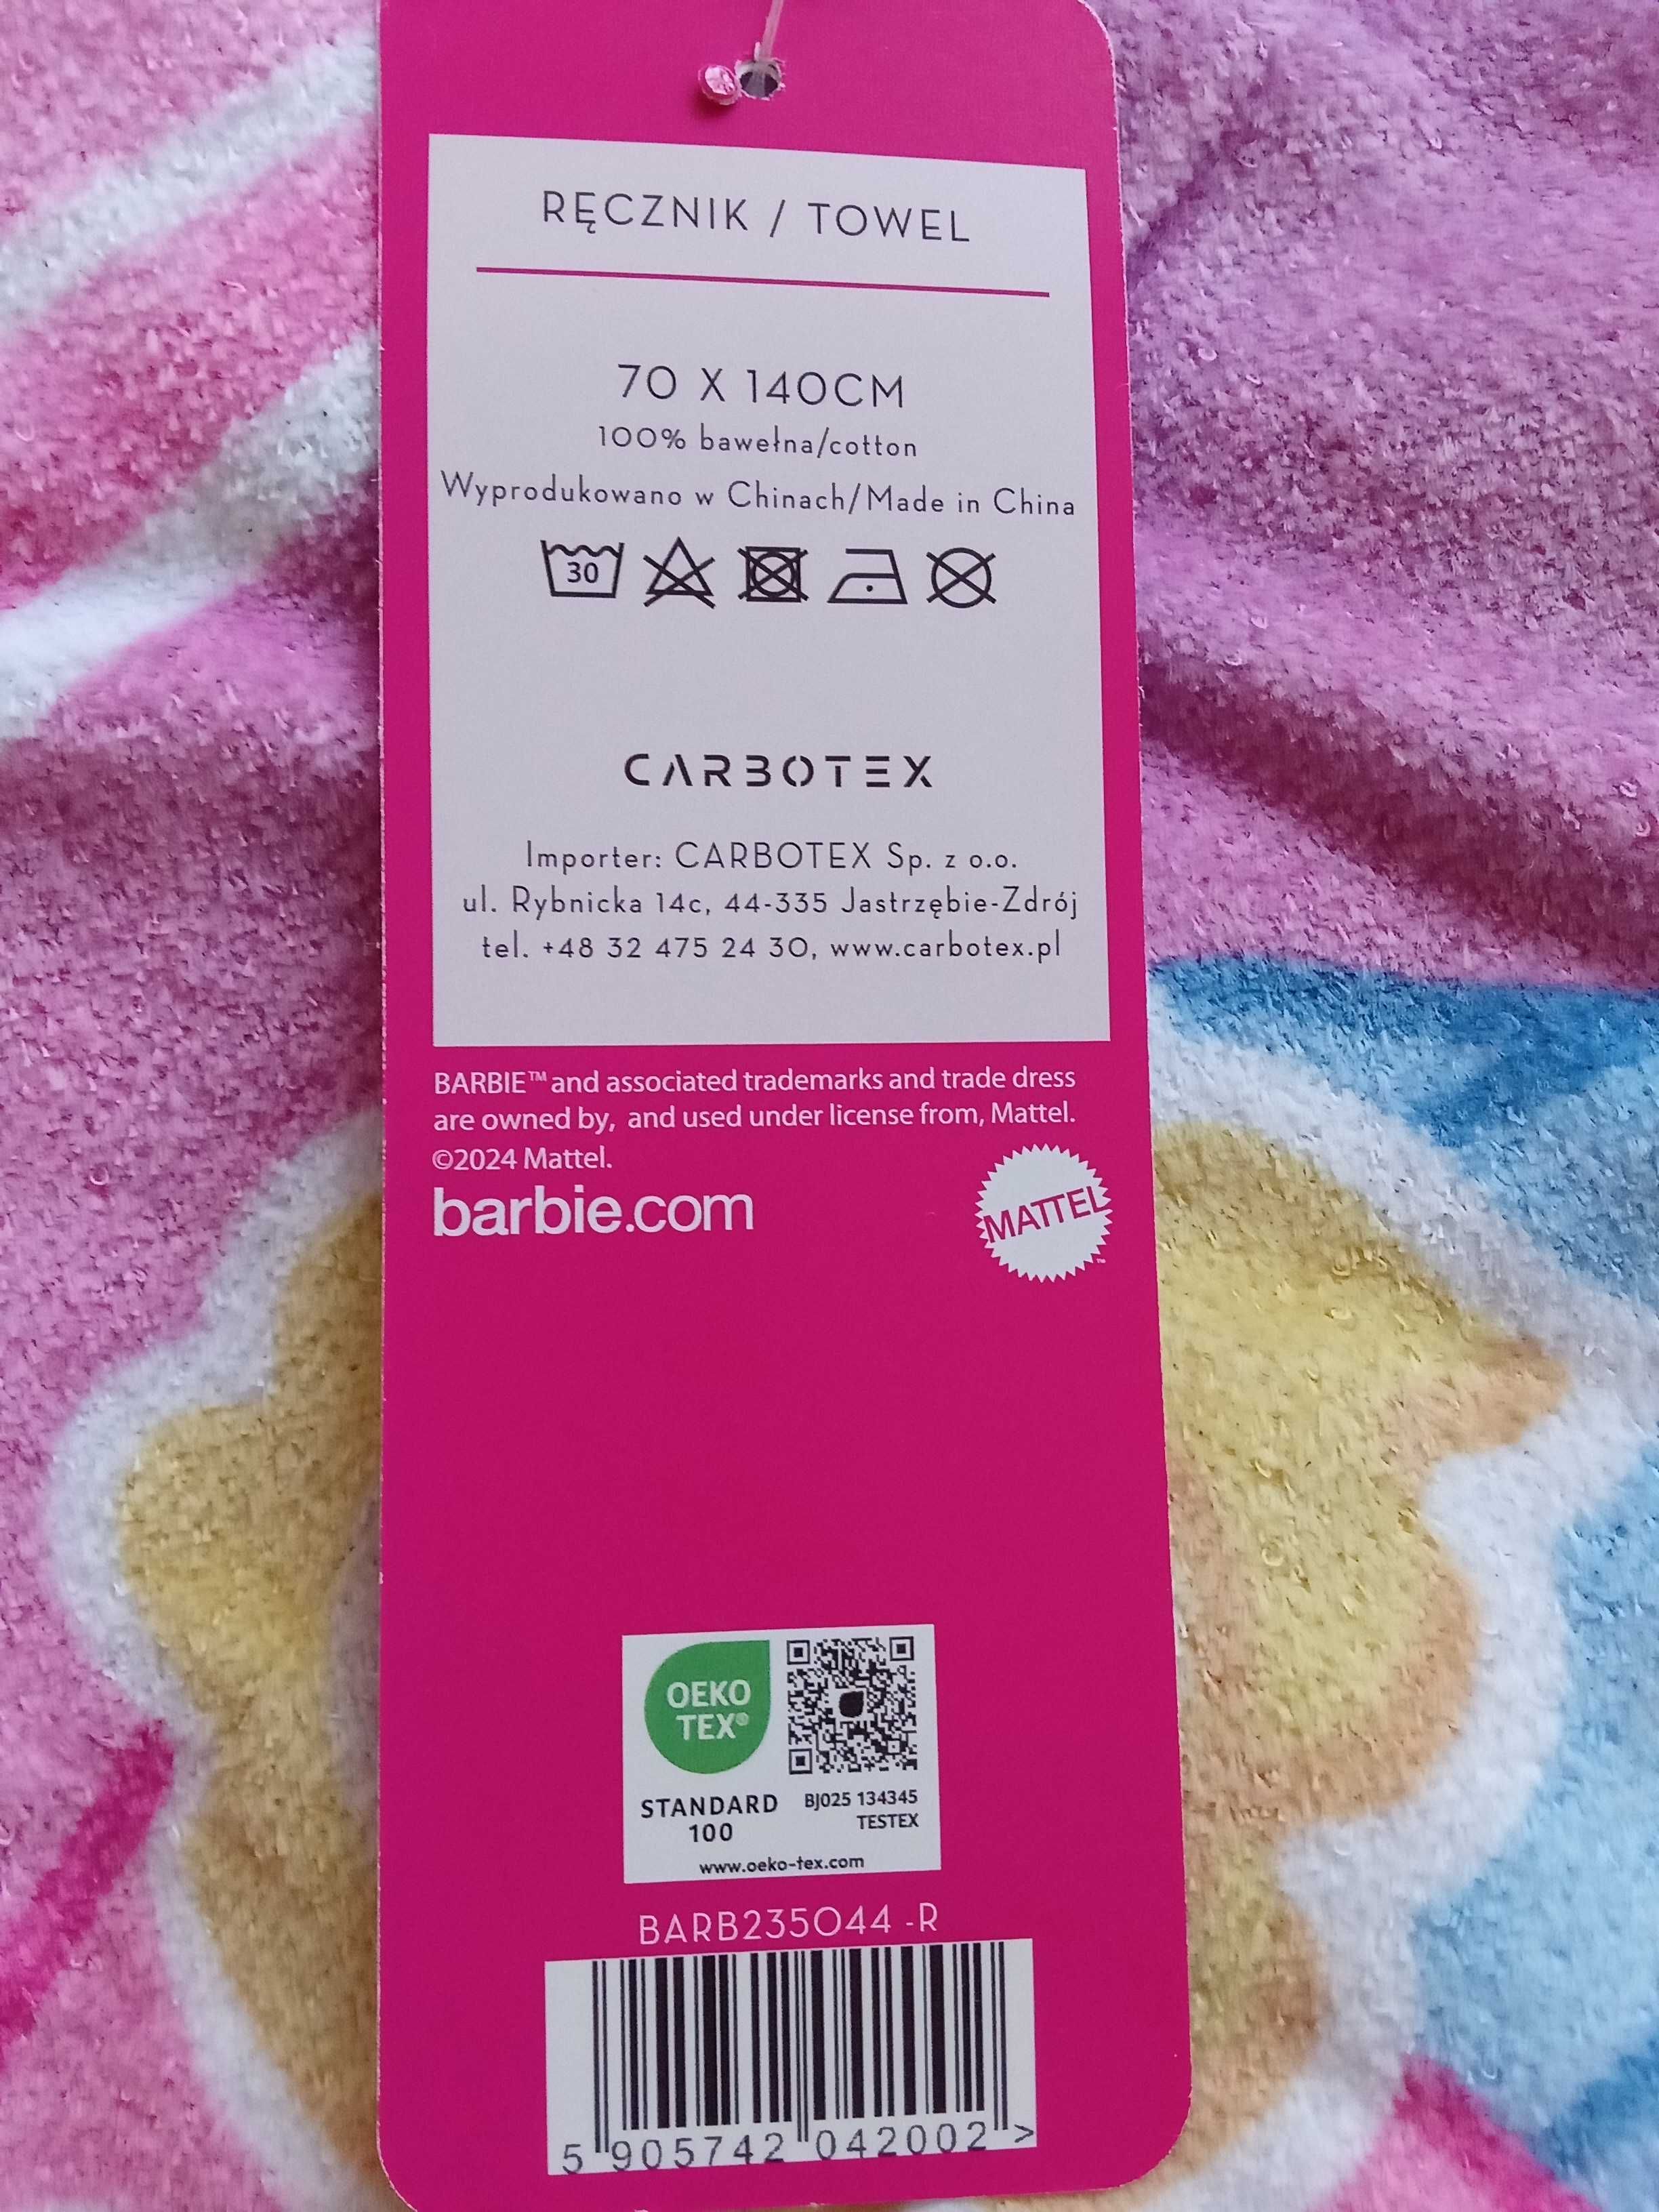 RĘCZNIK / TOWEL
70 X 140CM
100% bawełna/cotton
Wyprodukowano w Chinach/Made in China
30
CARBOTEX
Importer: CARBOTEX Sp. z o.o.
ul. Rybnicka 14c, 44-335 Jastrzębie-Zdrój
tel. +48 32 475 24 30, www.carbotex.pl
BARBIE™ and associated trademarks and trade dress
are owned by, and used under license from, Mattel.
©2024 Mattel.
barbie.com
MATTEL™
OEKO
TEX®
STANDARD
100
BJ025 134345
TESTEX
www.oeko-tex.com
BARB235044 -R
5 905742 042002 >